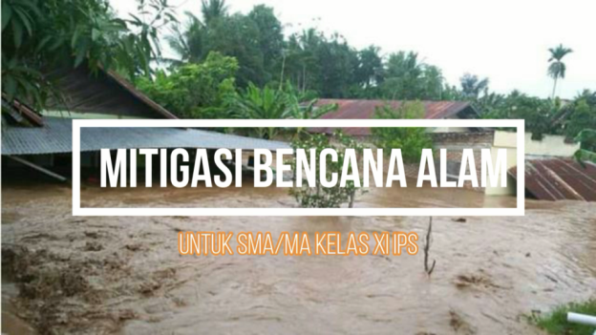 MITIGASI BENCANA ALAM
UNTUK SMA/MA KELAS XI IPS